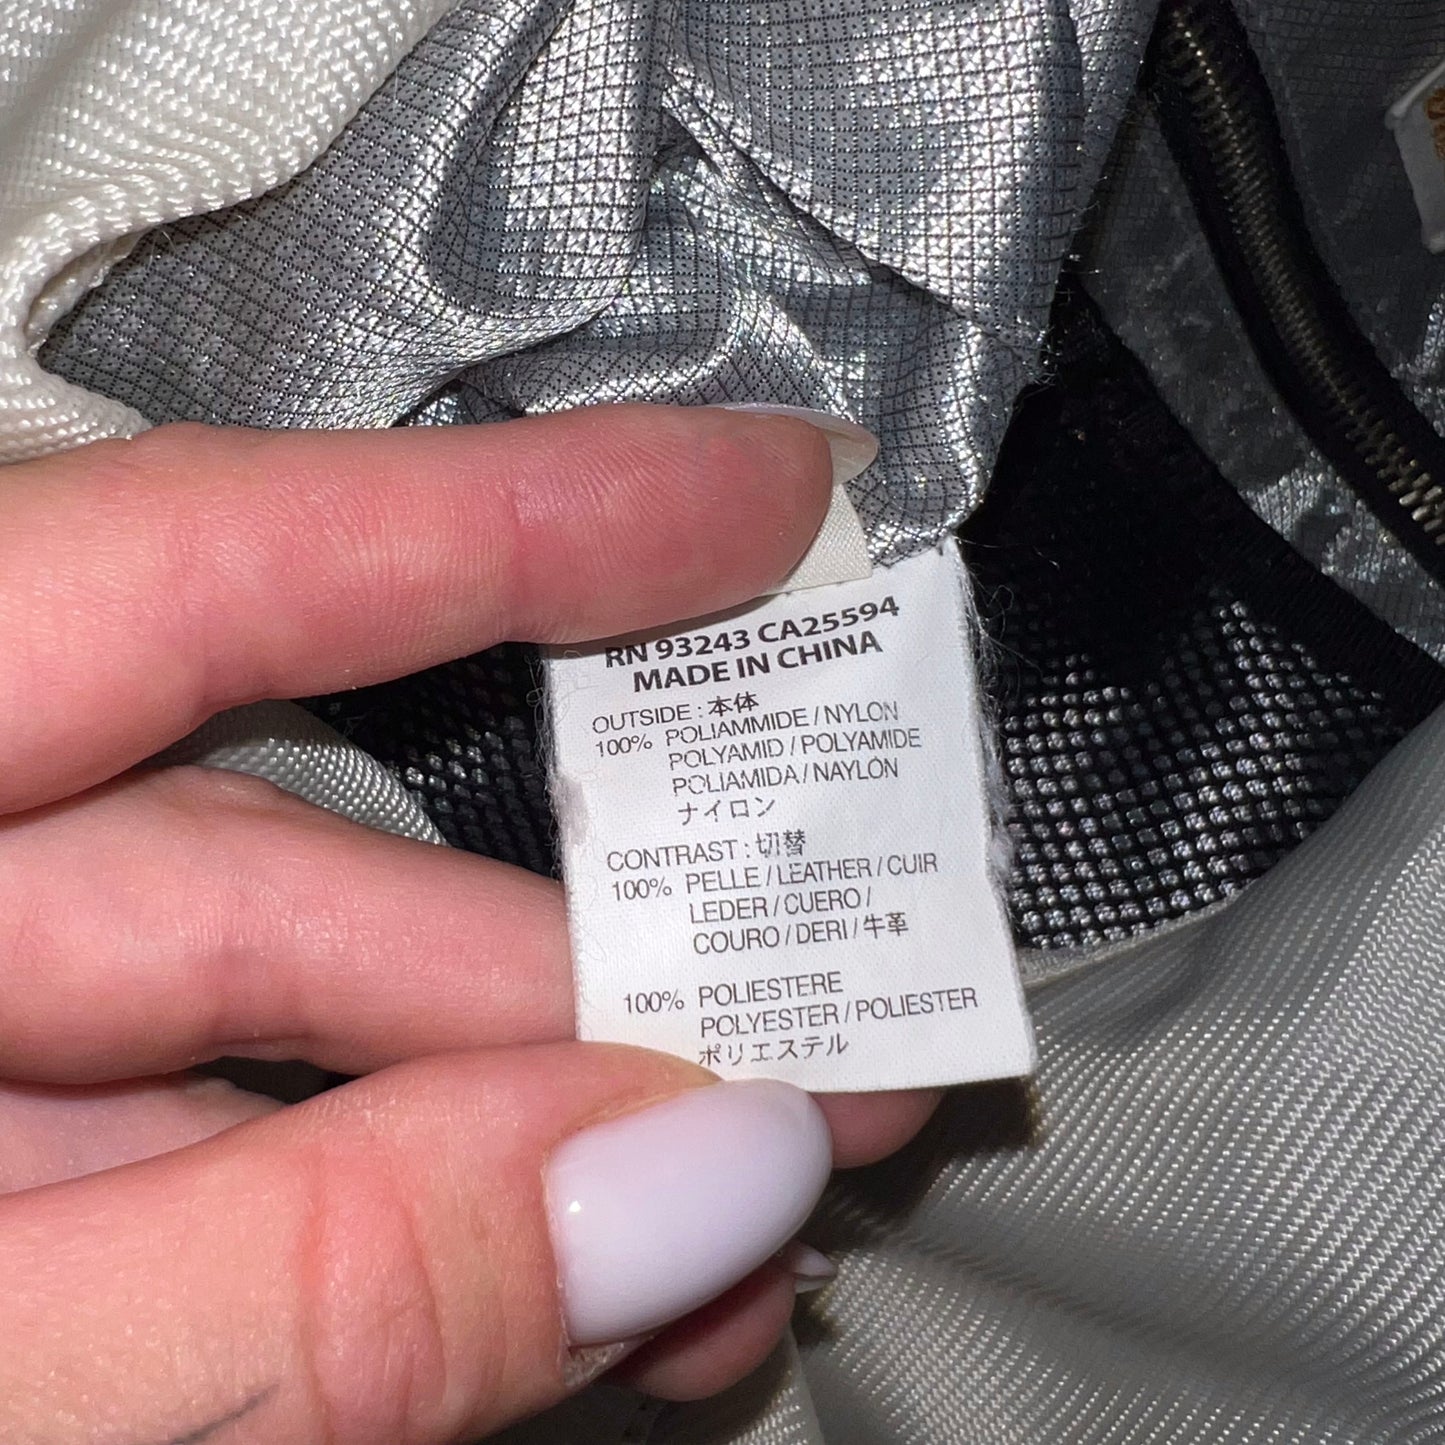 RN 93243 CA25594
MADE IN CHINA
OUTSIDE : 本体
100% POLIAMMIDE / NYLON
POLYAMID / POLYAMIDE
POLIAMIDA / NAYLON
ナイロン
CONTRAST : 切替
100% PELLE / LEATHER / CUIR
LEDER / CUERO /
COURO / DERI / 牛革
100% POLIESTERE
POLYESTER / POLIESTER
ポリエステル